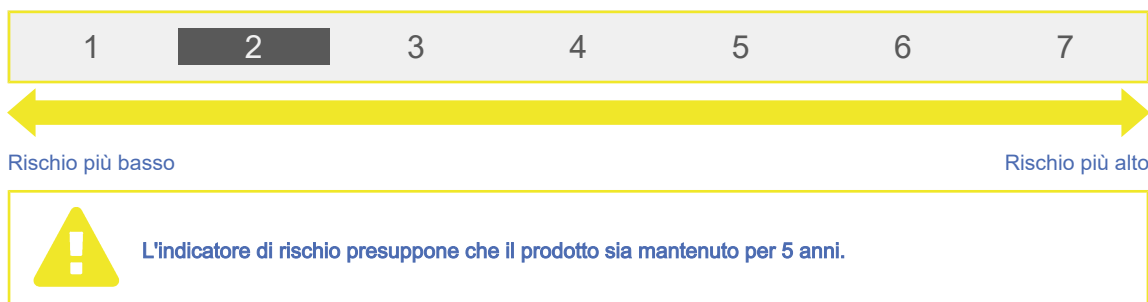 1 2 3 4 5 6 7
Rischio più basso Rischio più alto
L'indicatore di rischio presuppone che il prodotto sia mantenuto per 5 anni.